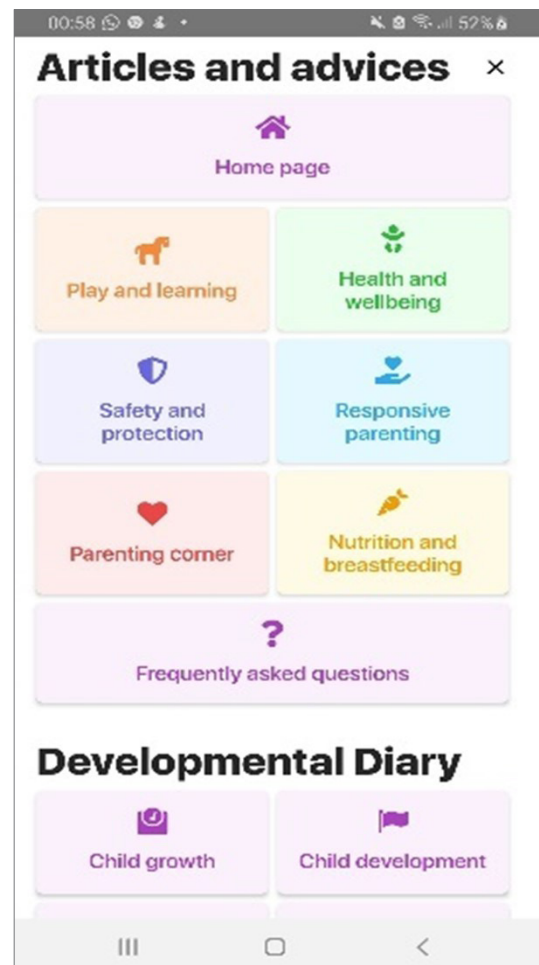 00:58
52%
Articles and advices ×
Home page
Play and learning
Health and
wellbeing
Safety and
protection
Responsive
parenting
Parenting corner
Nutrition and
breastfeeding
?
Frequently asked questions
Developmental Diary
Child growth
Child development